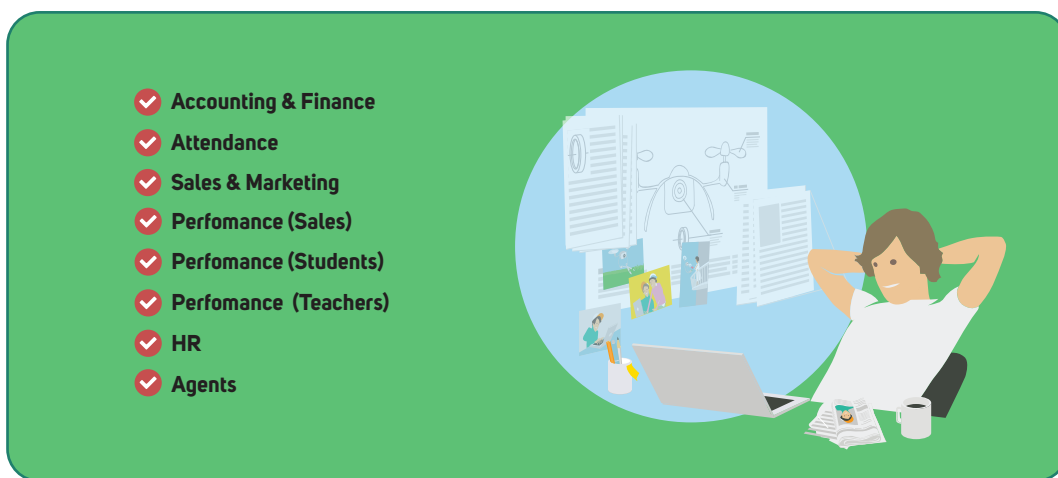 Accounting & Finance
Attendance
Sales & Marketing
Perfomance (Sales)
Perfomance (Students)
Perfomance (Teachers)
HR
Agents